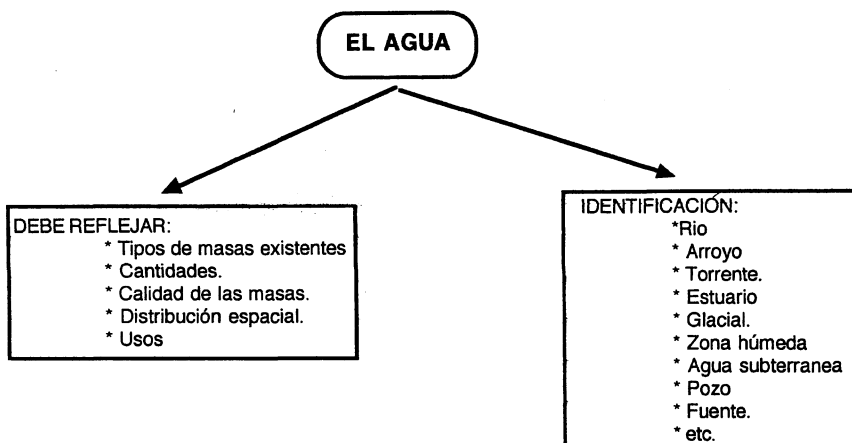 EL AGUA
DEBE REFLEJAR:
* Tipos de masas existentes
* Cantidades.
* Calidad de las masas.
* Distribución espacial.
* Usos
IDENTIFICACIÓN:
*Rio
* Arroyo
* Torrente.
* Estuario
* Glacial.
* Zona húmeda
* Agua subterranea
* Pozo
* Fuente.
* etc.